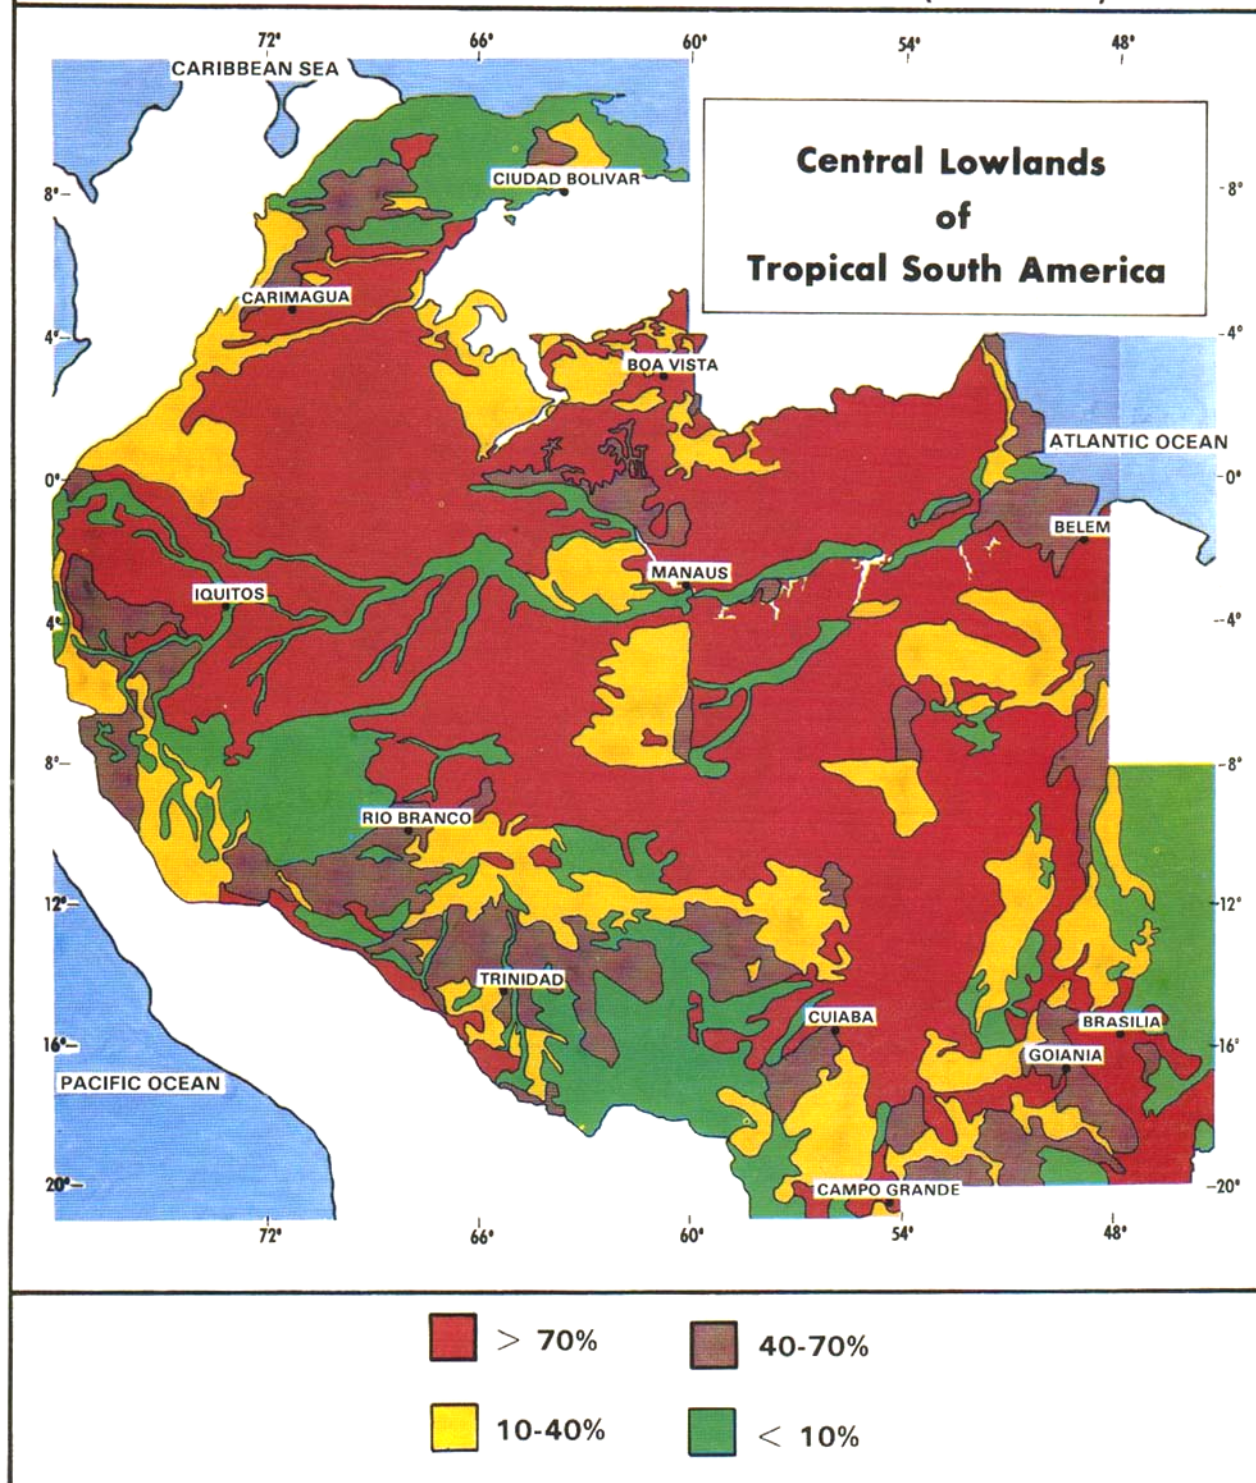 72° 66° 60° 54° 48°
CARIBBEAN SEA
Central Lowlands
of
Tropical South America
CIUDAD BOLIVAR
8° 8°
CARIMAGUA
4° 4°
BOA VISTA
ATLANTIC OCEAN
0° 0°
BELEM
MANAUS
IQUITOS
4° 4°
8° 8°
RIO BRANCO
12° 12°
TRINIDAD
CUIABA
BRASILIA
16° 16°
GOIANIA
PACIFIC OCEAN
20° 20°
CAMPO GRANDE
72° 66° 60° 54° 48°
> 70% 40-70%
10-40% < 10%